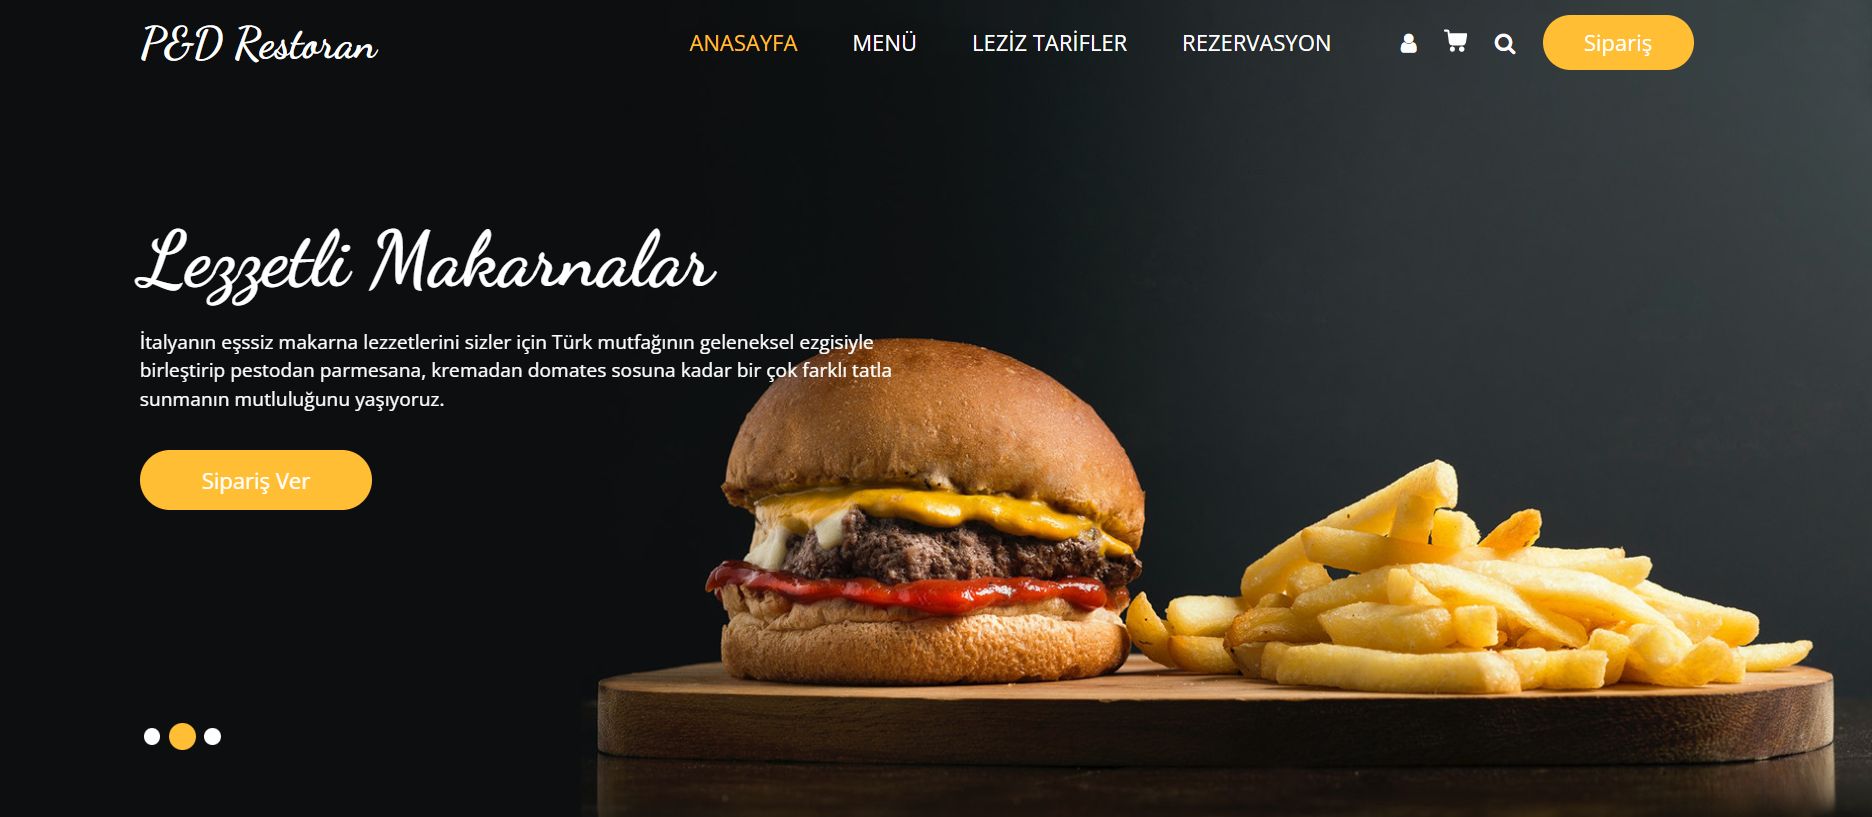 P&D Restoran
ANASAYFA MENÜ LEZİZ TARİFLER REZERVASYON Sipariş
Lezzetli Makarnalar
İtalyanın eşssiz makarna lezzetlerini sizler için Türk mutfağının geleneksel ezgisiyle
birleştirip pestodan parmesana, kremadan domates sosuna kadar bir çok farklı tatla
sunmanın mutluluğunu yaşıyoruz.
Sipariş Ver